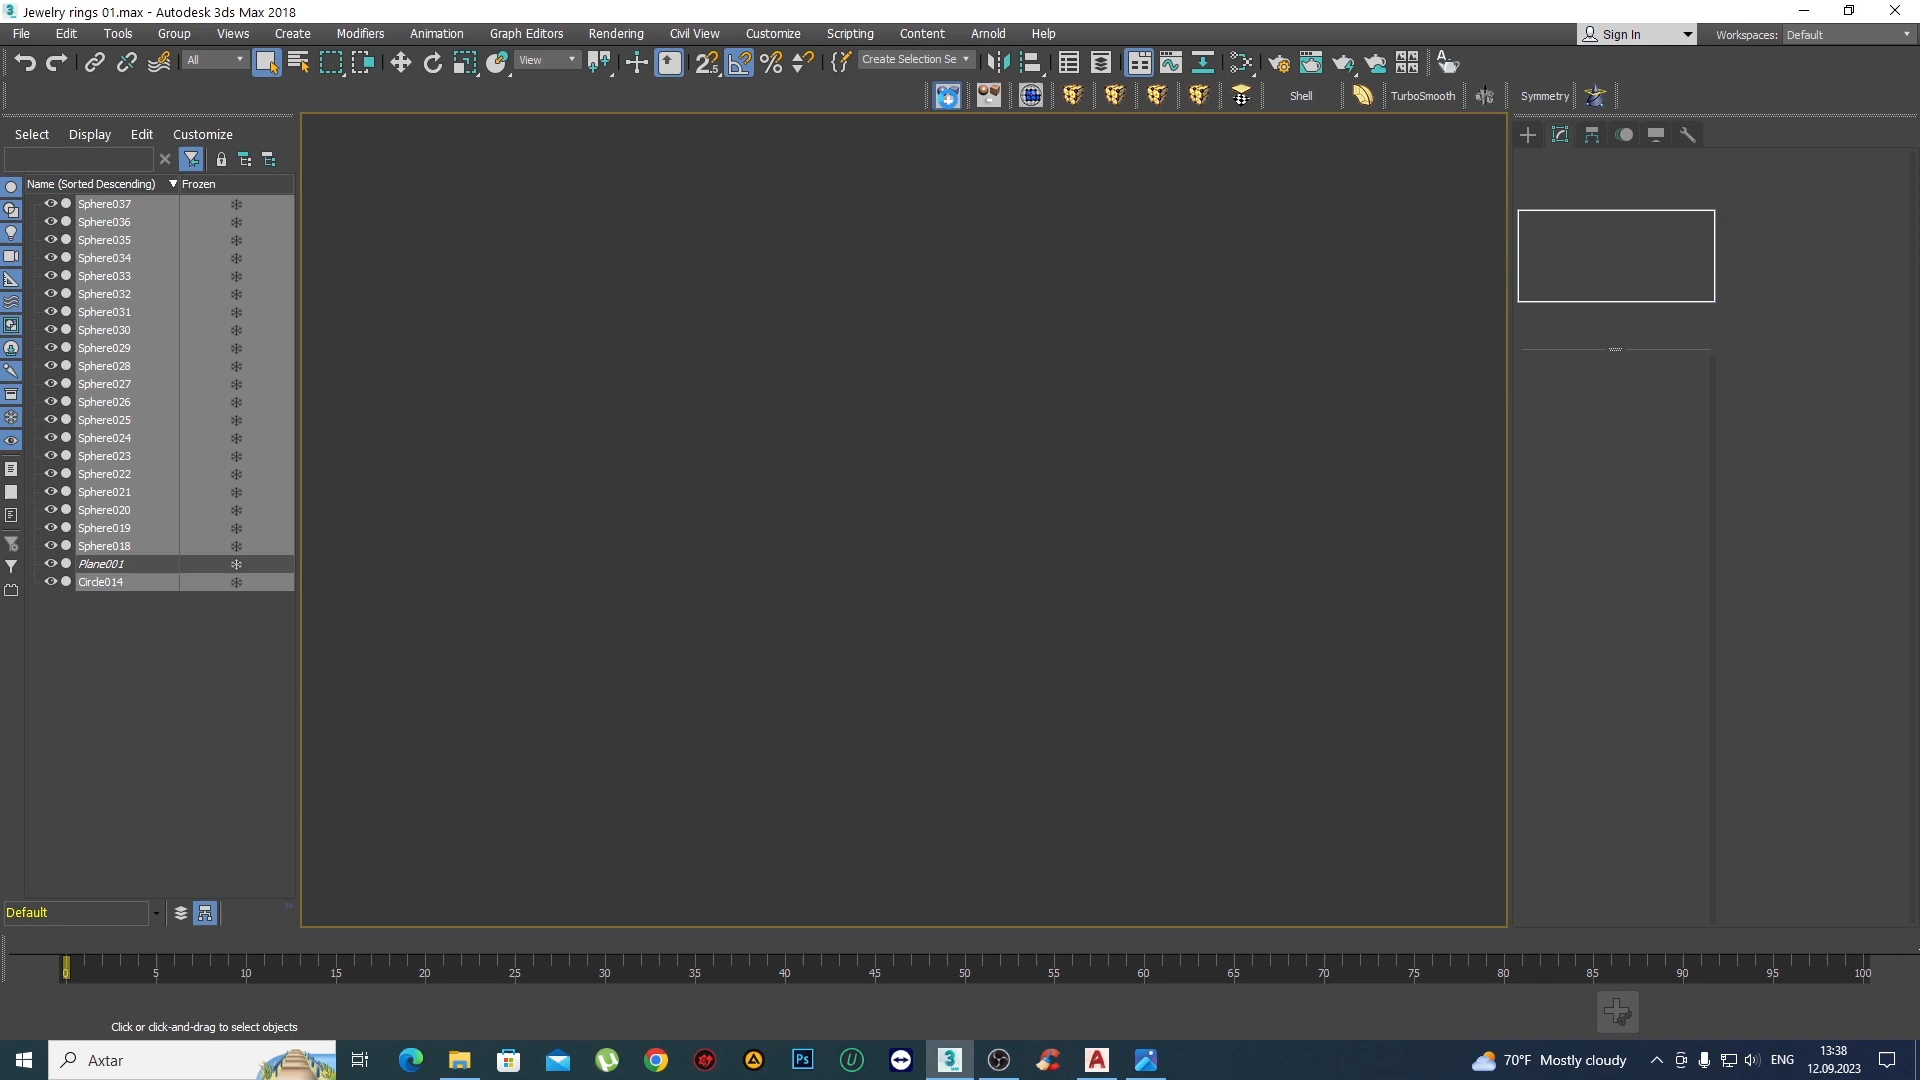 Jewelry rings 01.max - Autodesk 3ds Max 2018
File Edit Tools Group Views Create Modifiers Animation Graph Editors Rendering Civil View Customize Scripting Content Arnold Help Sign In Workspaces: Default
All View Create Selection Se
Shell TurboSmooth Symmetry
Select Display Edit Customize
Name (Sorted Descending) Frozen
Sphere037
Sphere036
Sphere035
Sphere034
Sphere033
Sphere032
Sphere031
Sphere030
Sphere029
Sphere028
Sphere027
Sphere026
Sphere025
Sphere024
Sphere023
Sphere022
Sphere021
Sphere020
Sphere019
Sphere018
Plane001
Circle014
Default
0 5 10 15 20 25 30 35 40 45 50 55 60 65 70 75 80 85 90 95 100
Click or click-and-drag to select objects
Axtar
70°F Mostly cloudy
ENG
13:38
12.09.2023